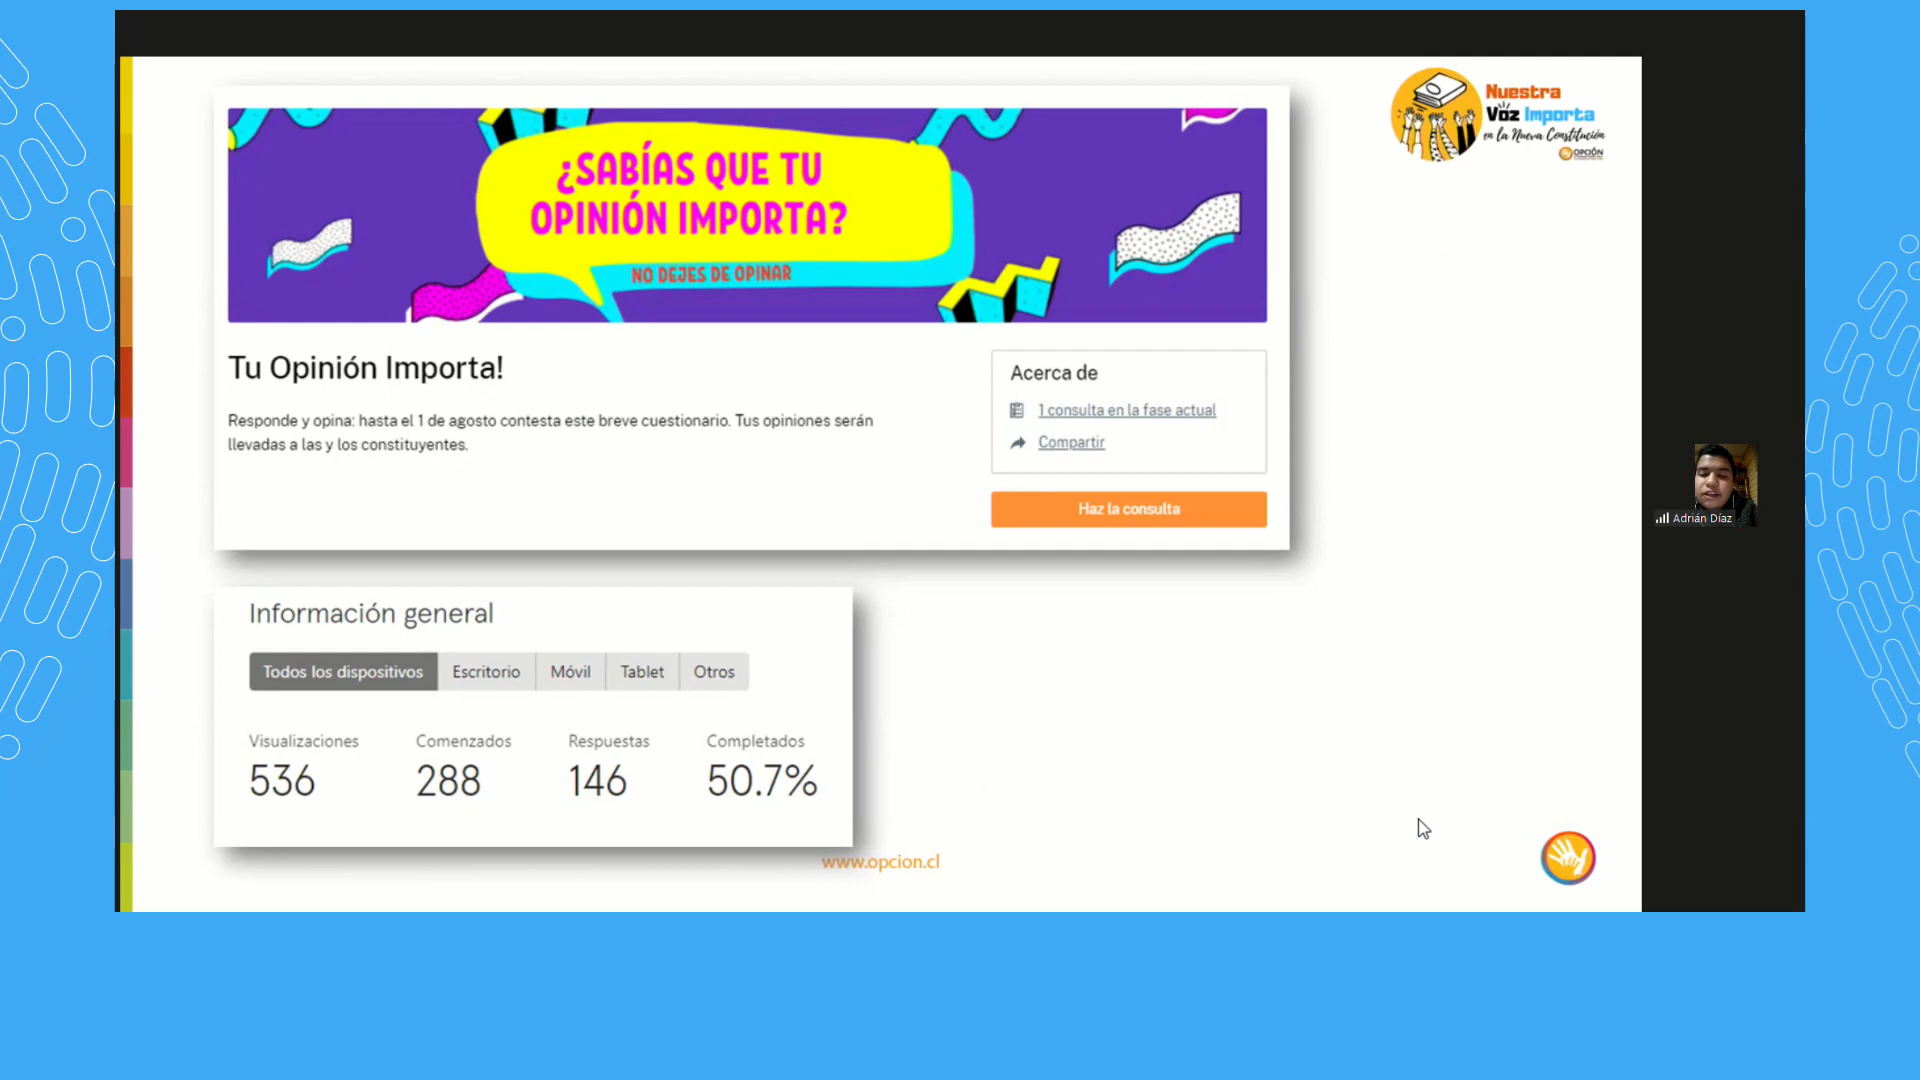 Nuestra
Voz Importa
en la Nueva Constitución
OPCIÓN
¿SABÍAS QUE TU
OPINIÓN IMPORTA?
NO DEJES DE OPINAR
Tu Opinión Importa!
Responde y opina: hasta el 1 de agosto contesta este breve cuestionario. Tus opiniones serán
llevadas a las y los constituyentes.
Acerca de
1 consulta en la fase actual
Compartir
Haz la consulta
Adrián Díaz
Información general
Todos los dispositivos Escritorio Móvil Tablet Otros
Visualizaciones Comenzados Respuestas Completados
536 288 146 50.7%
www.opcion.cl